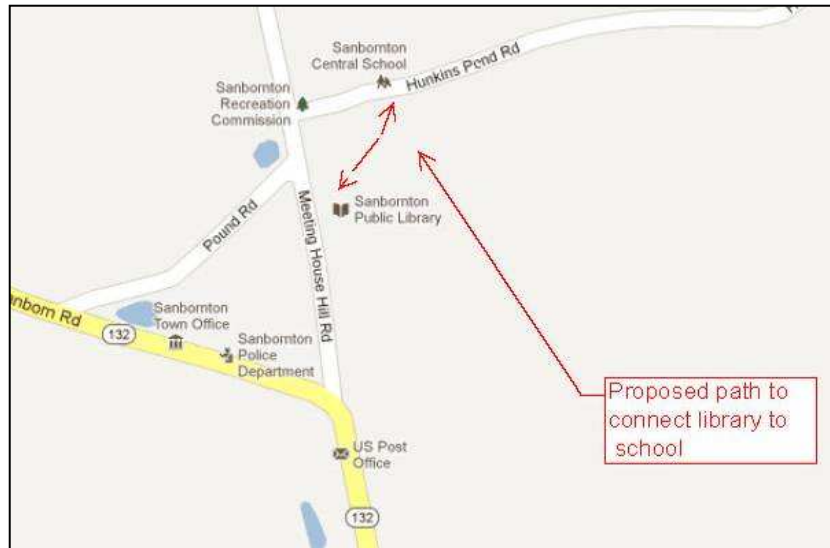 Sanbornton
Central School
Hunkins Pond Rd
Sanbornton
Recreation
Commission
Pound Rd
Meeting House Hill Rd
Sanbornton
Public Library
anborn Rd
132
Sanbornton
Town Office
Sanbornton
Police
Department
Proposed path to
connect library to
school
US Post
Office
132